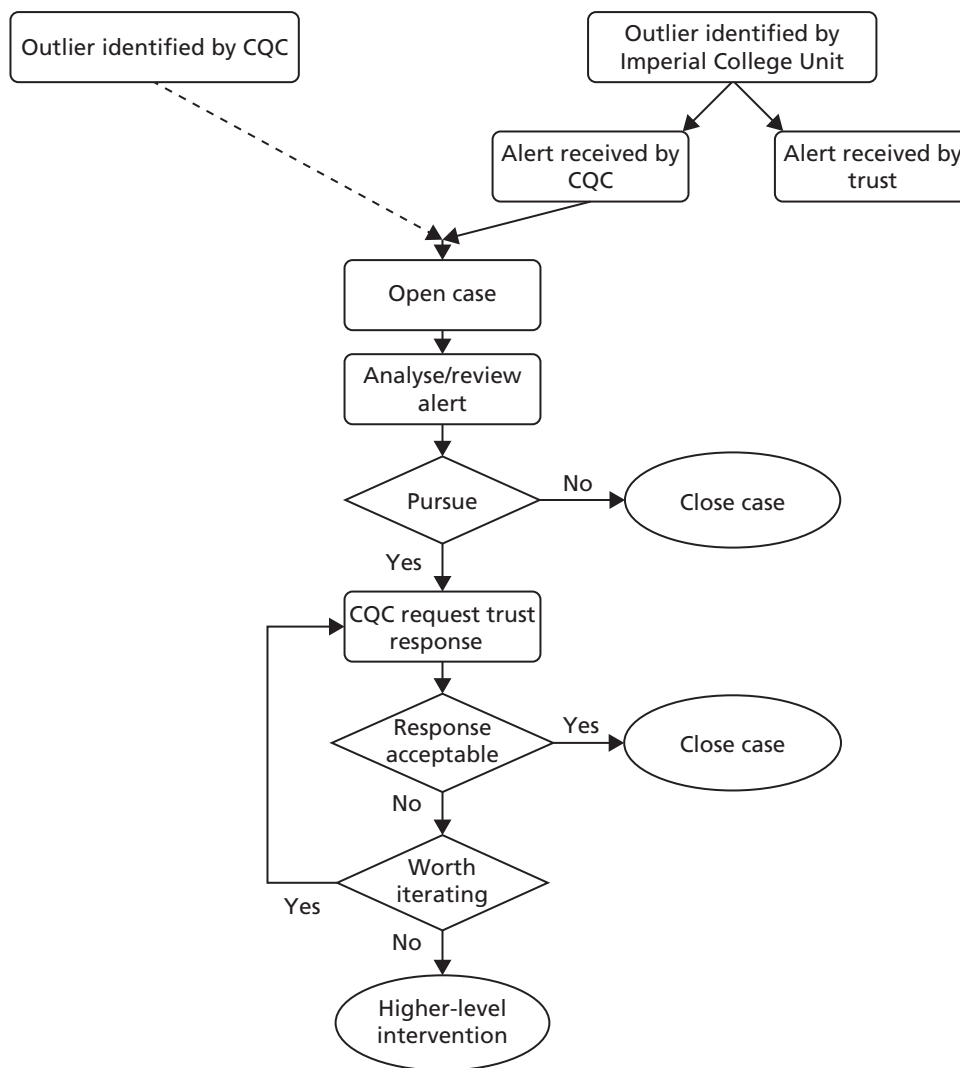 Outlier identified by CQC
Outlier identified by
Imperial College Unit
Alert received by
CQC
Alert received by
trust
Open case
Analyse/review
alert
Pursue
No
Close case
Yes
CQC request trust
response
Response
acceptable
Yes
Close case
No
Worth
iterating
Yes
No
Higher-level
intervention